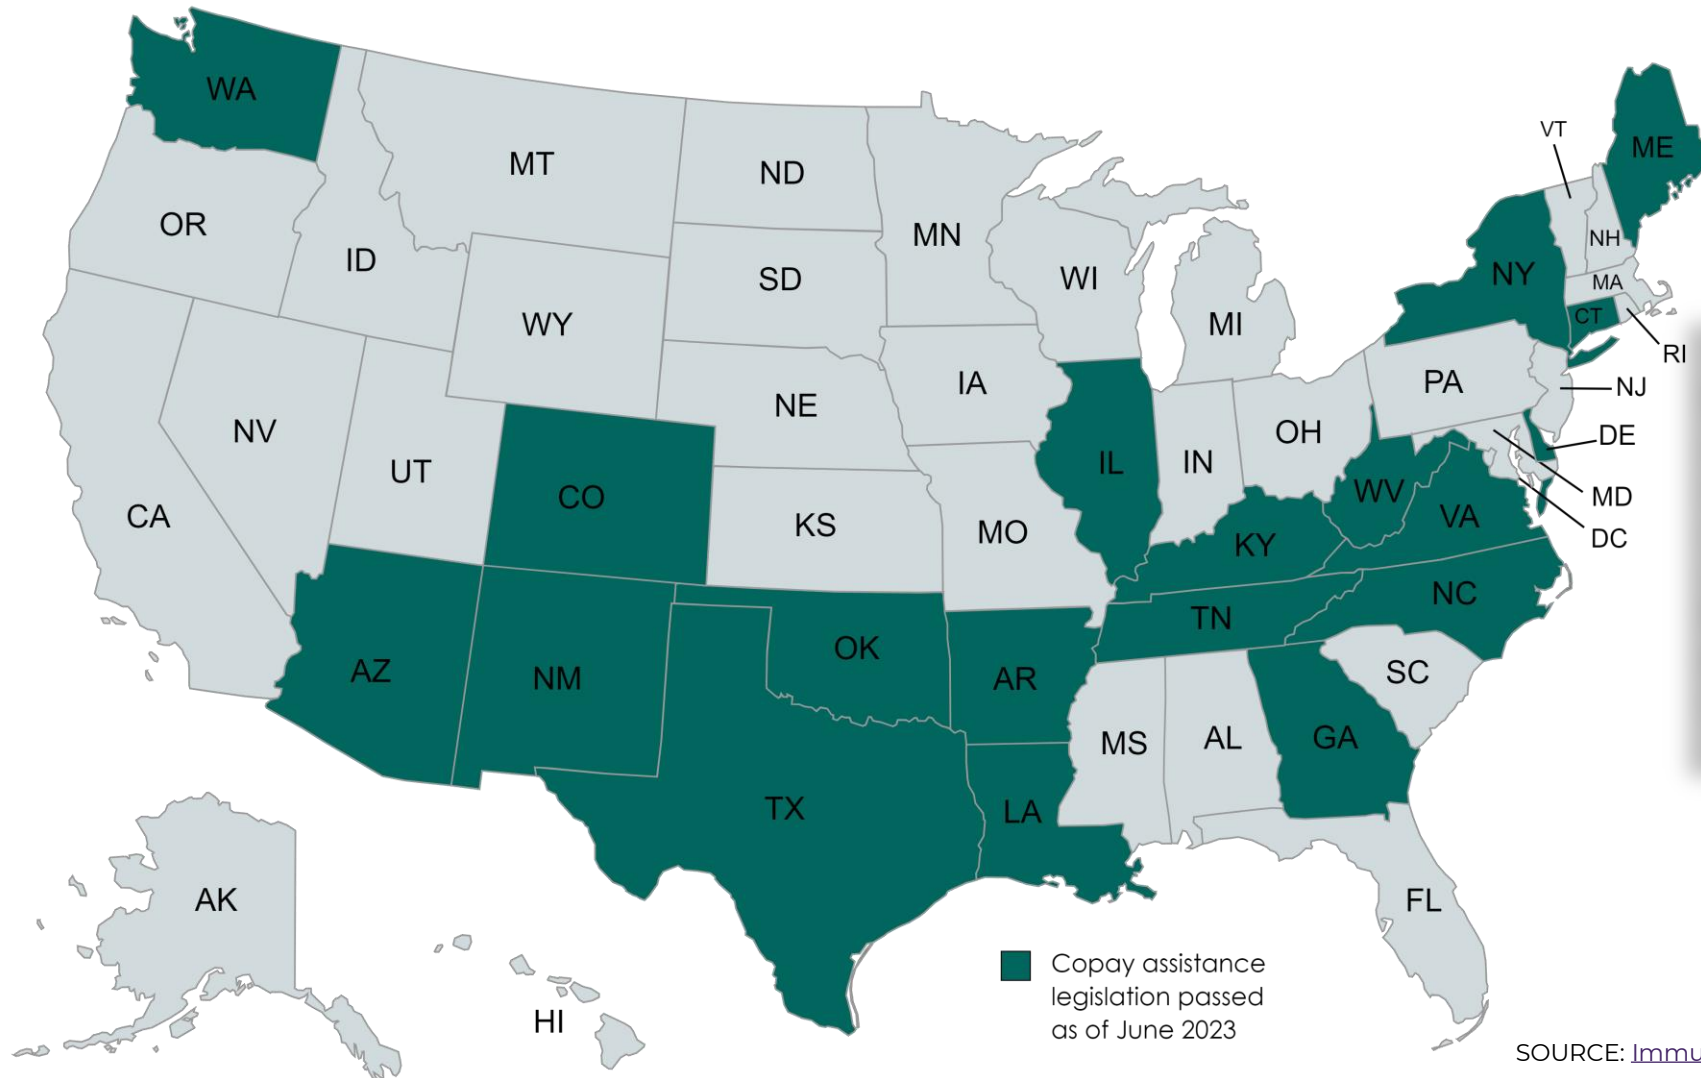 WA
MT
ND
MN
VT
ME
OR
ID
SD
WI
NH
NY
MA
WY
MI
CT
RI
IA
PA
NJ
NE
NV
OH
DE
UT
IL
IN
CO
WV
MD
CA
KS
MO
VA
DC
KY
NC
TN
AZ
NM
OK
AR
SC
MS
AL
GA
TX
LA
AK
FL
HI
Copay assistance
legislation passed
as of June 2023
SOURCE: Immu